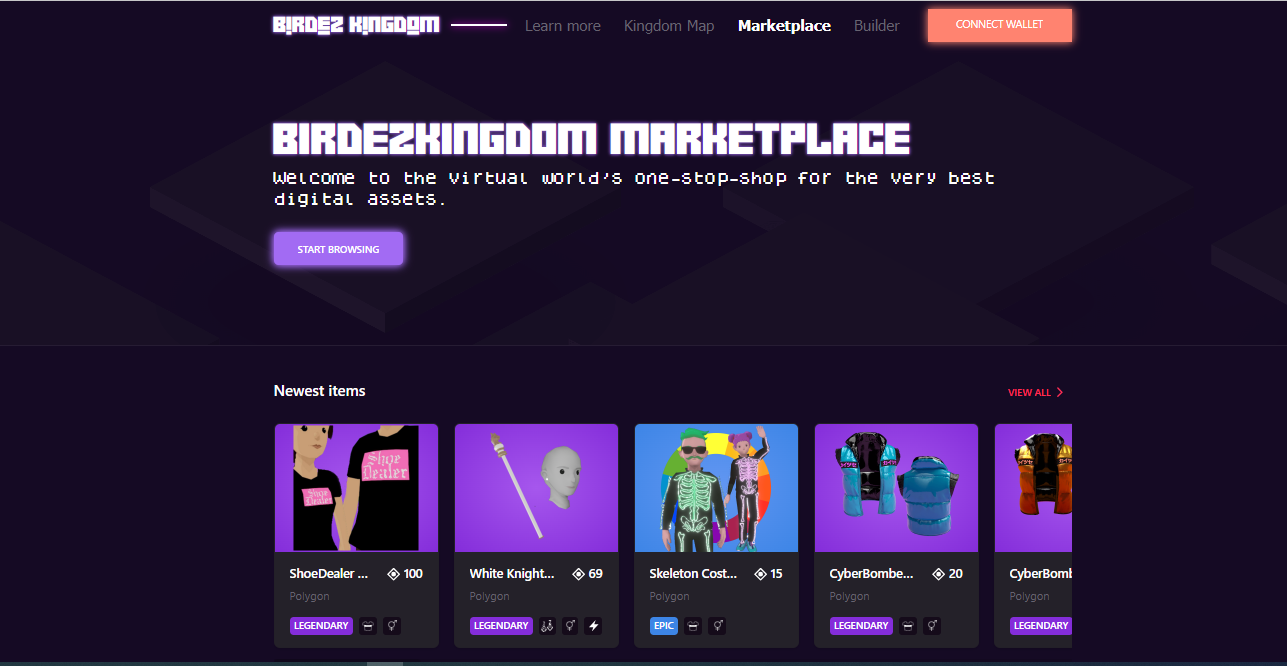 BIRDEZ KINGDOM
Learn more
Kingdom Map
Marketplace
Builder
CONNECT WALLET
BIRDEZKINGDOM MARKETPLACE
Welcome to the virtual world's one-stop-shop for the very best
digital assets.
START BROWSING
Newest items
VIEW ALL
Shoe
Dealer
Shoe
Dealer
ShoeDealer ...
100
Polygon
LEGENDARY
White Knight...
69
Polygon
LEGENDARY
Skeleton Cost...
15
Polygon
EPIC
CyberBombe...
20
Polygon
LEGENDARY
CyberBomb
Polygon
LEGENDARY